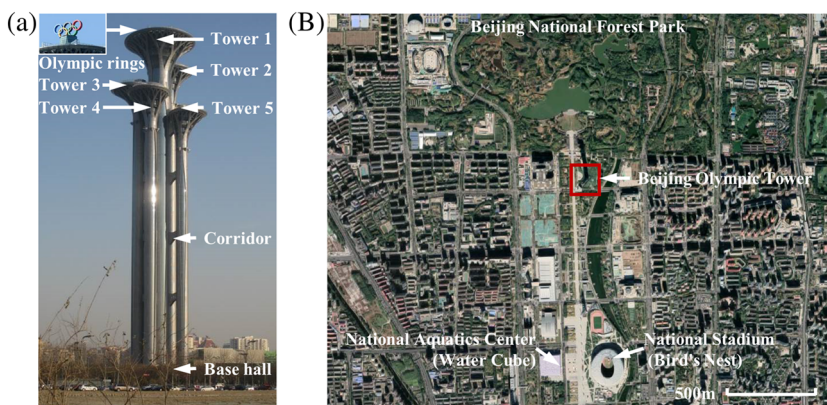 (a)
Tower 1
Olympic rings
Tower 2
Tower 3
Tower 4
Tower 5
Corridor
Base hall
(B)
Beijing National Forest Park
Beijing Olympic Tower
National Aquatics Center
(Water Cube)
National Stadium
(Bird's Nest)
500m